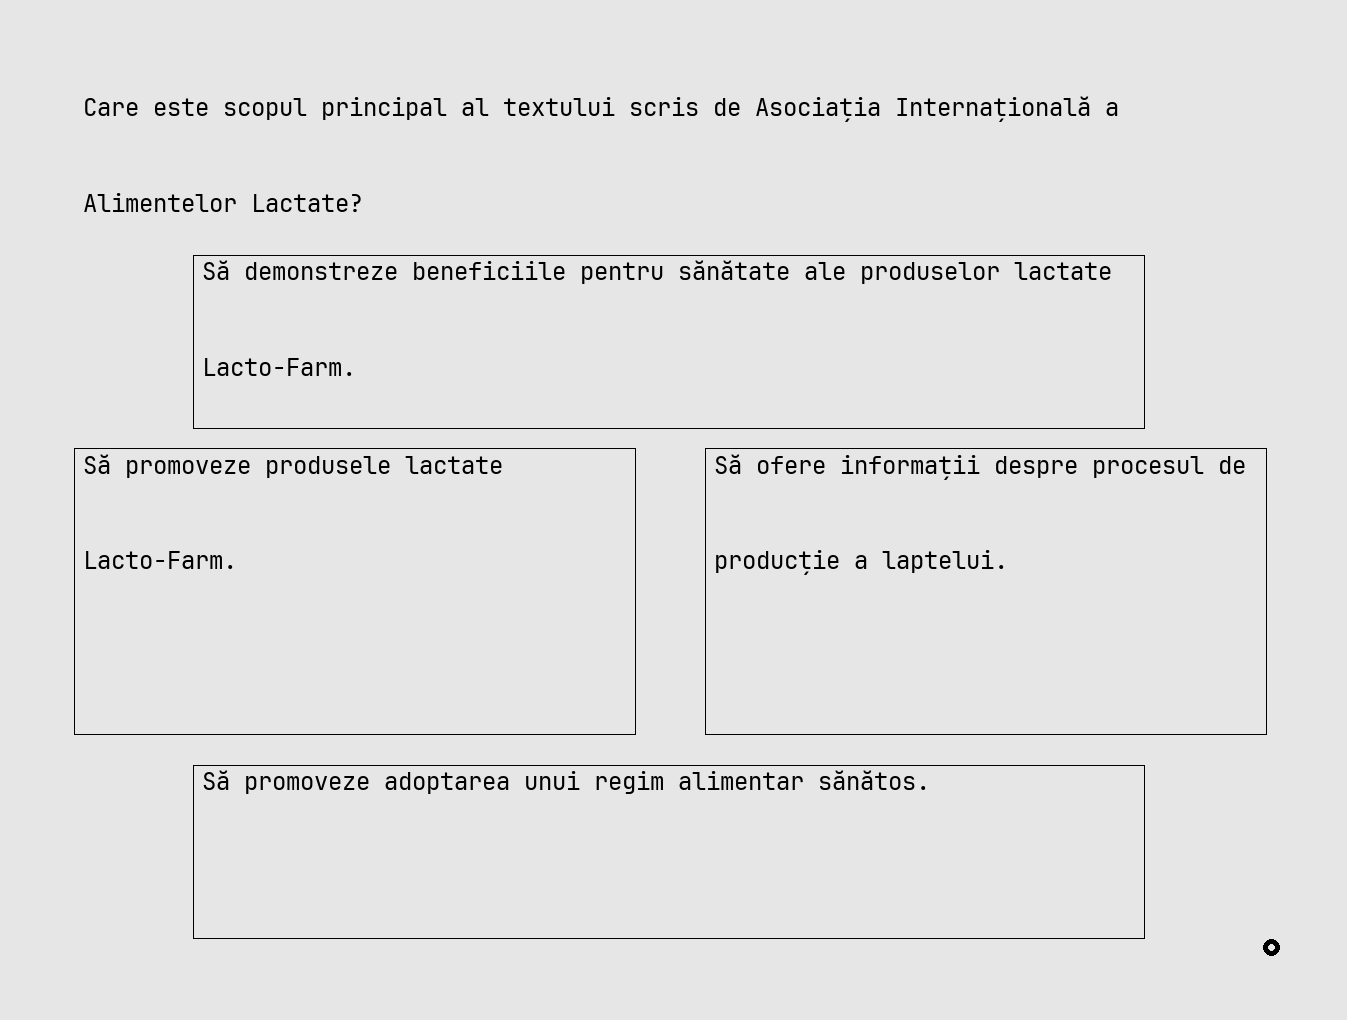 Care este scopul principal al textului scris de Asociația Internațională a
Alimentelor Lactate?
Să demonstreze beneficiile pentru sănătate ale produselor lactate
Lacto-Farm.
Să promoveze produsele lactate
Lacto-Farm.
Să ofere informații despre procesul de
producție a laptelui.
Să promoveze adoptarea unui regim alimentar sănătos.